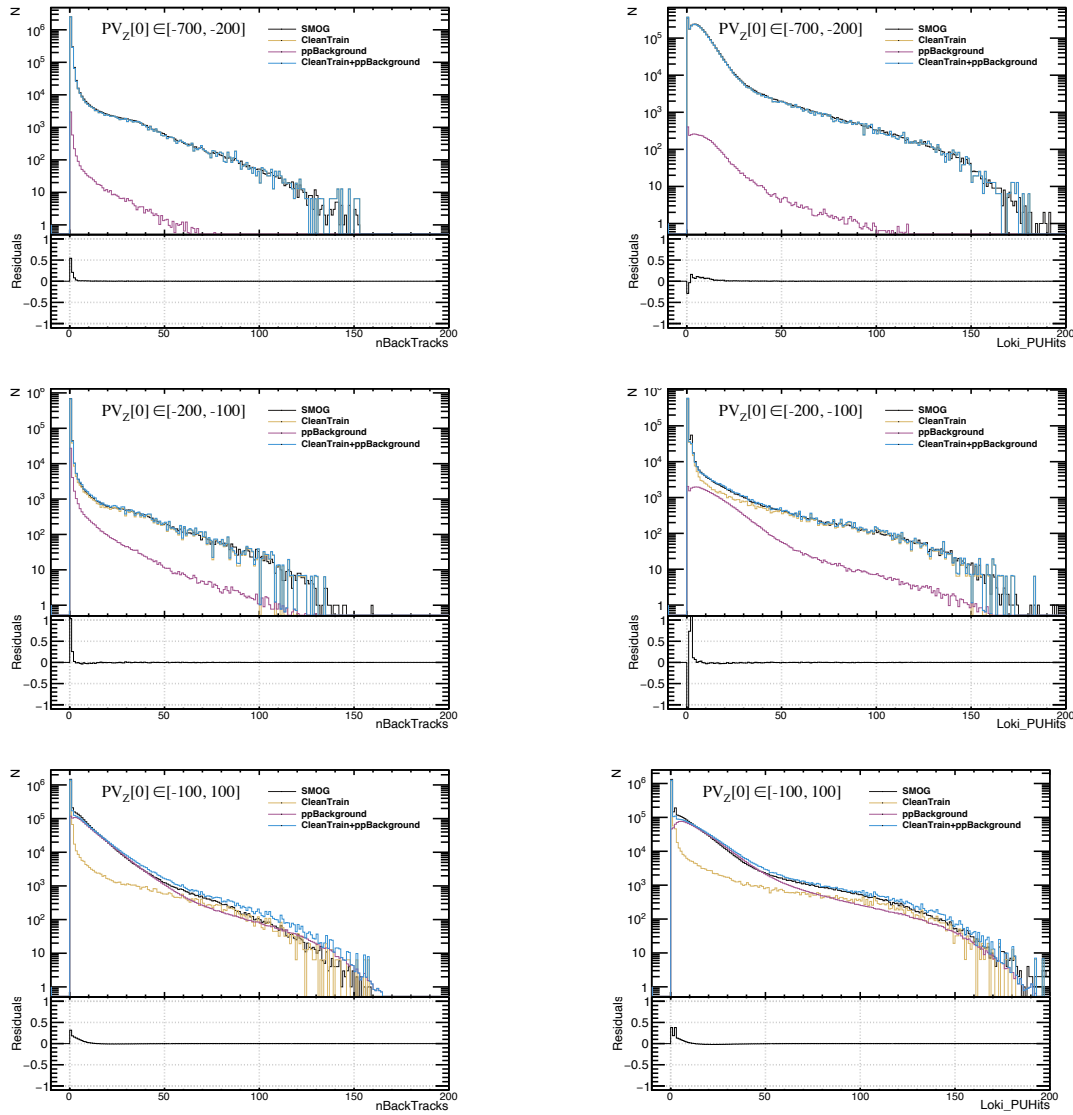 N
PV_Z[0] ∈[-700, -200]
SMOG
CleanTrain
ppBackground
CleanTrain+ppBackground
10^6
10^5
10^4
10^3
10^2
10
1
Residuals
1
0.5
0
−0.5
−1
0 50 100 150 200
nBackTracks
N
PV_Z[0] ∈[-700, -200]
SMOG
CleanTrain
ppBackground
CleanTrain+ppBackground
10^5
10^4
10^3
10^2
10
1
Residuals
1
0.5
0
−0.5
−1
0 50 100 150 200
Loki_PUHits
N
PV_Z[0] ∈[-200, -100]
SMOG
CleanTrain
ppBackground
CleanTrain+ppBackground
10^6
10^5
10^4
10^3
10^2
10
1
Residuals
1
0.5
0
−0.5
−1
0 50 100 150 200
nBackTracks
N
PV_Z[0] ∈[-200, -100]
SMOG
CleanTrain
ppBackground
CleanTrain+ppBackground
10^6
10^5
10^4
10^3
10^2
10
1
Residuals
1
0.5
0
−0.5
−1
0 50 100 150 200
Loki_PUHits
N
PV_Z[0] ∈[-100, 100]
SMOG
CleanTrain
ppBackground
CleanTrain+ppBackground
10^6
10^5
10^4
10^3
10^2
10
1
Residuals
1
0.5
0
−0.5
−1
0 50 100 150 200
nBackTracks
N
PV_Z[0] ∈[-100, 100]
SMOG
CleanTrain
ppBackground
CleanTrain+ppBackground
10^6
10^5
10^4
10^3
10^2
10
1
Residuals
1
0.5
0
−0.5
−1
0 50 100 150 200
Loki_PUHits